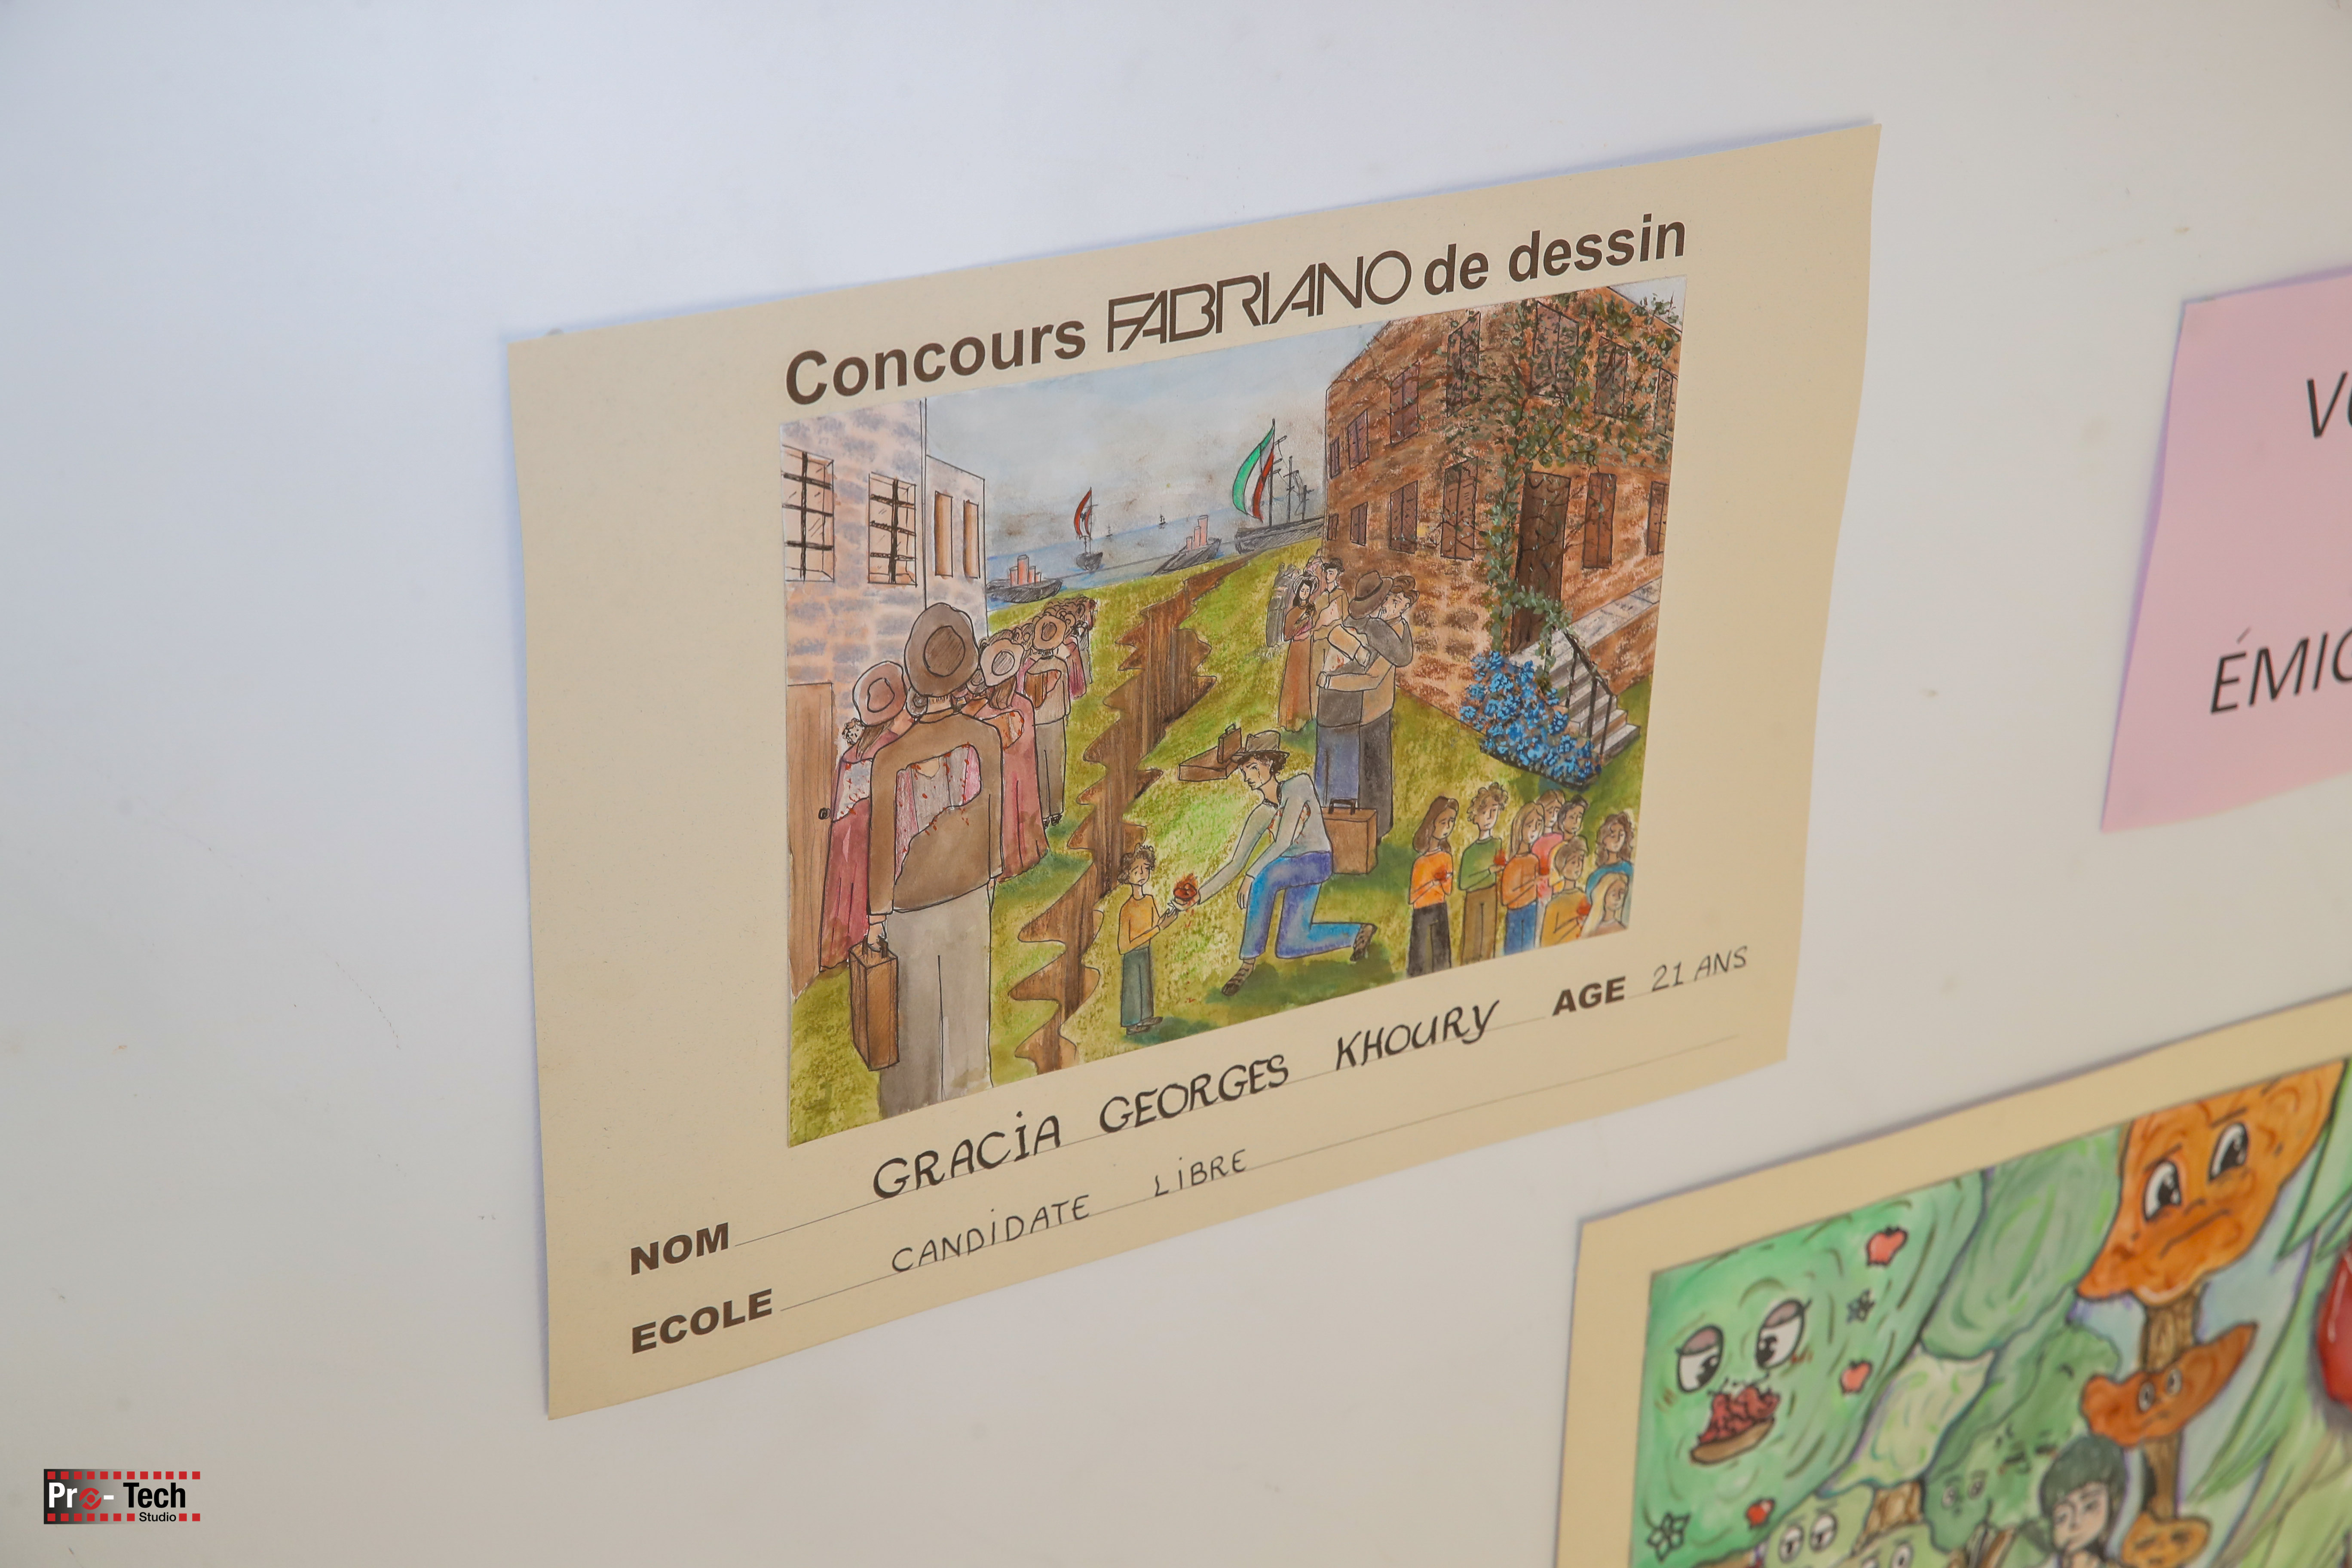 Concours FABRIANO de dessin
NOM GRACIA GEORGES KHOURY AGE 21 ANS
ECOLE CANDIDATE LIBRE
Pro-Tech
Studio